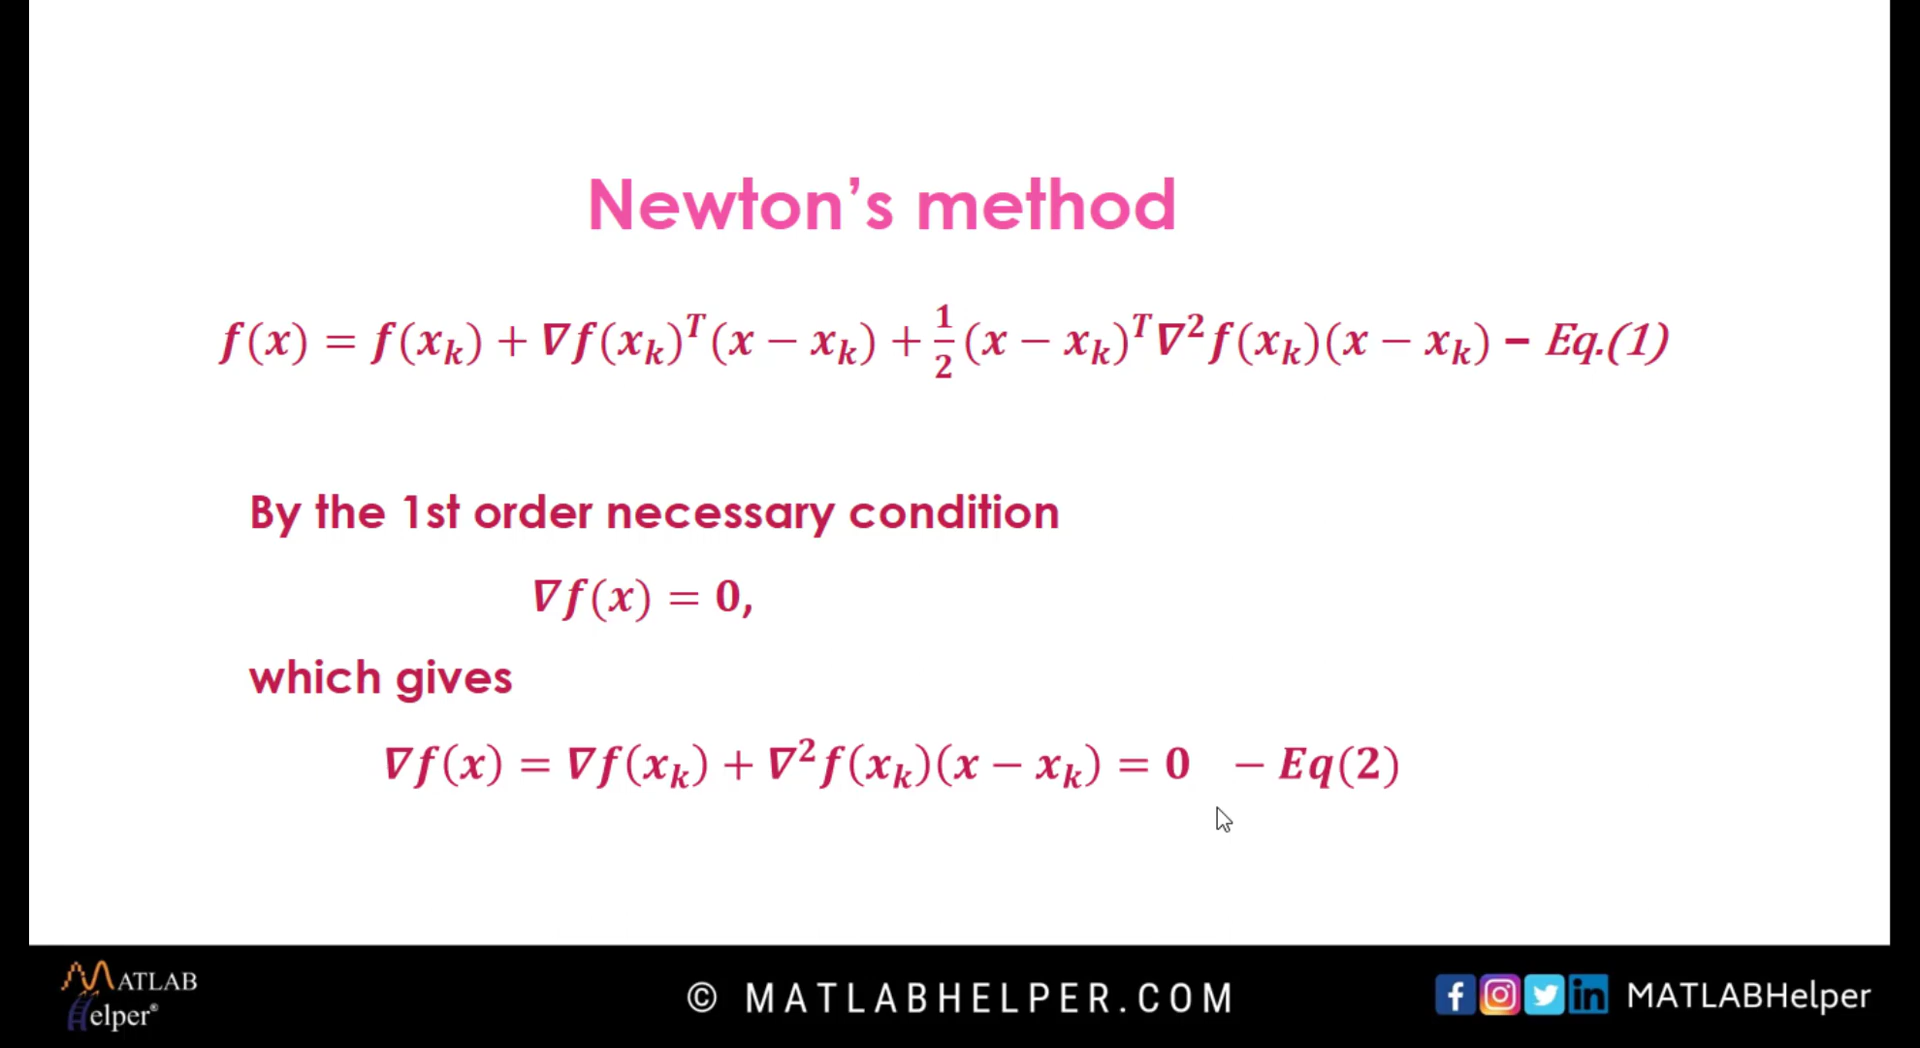 Newton's method
f(x) = f(x_k) + ∇f(x_k)^T(x − x_k) + 1/2 (x − x_k)^T∇²f(x_k)(x − x_k) – Eq.(1)
By the 1st order necessary condition
∇f(x) = 0,
which gives
∇f(x) = ∇f(x_k) + ∇²f(x_k)(x − x_k) = 0 − Eq(2)
MATLAB
Helper®
© MATLABHELPER.COM
MATLABHelper